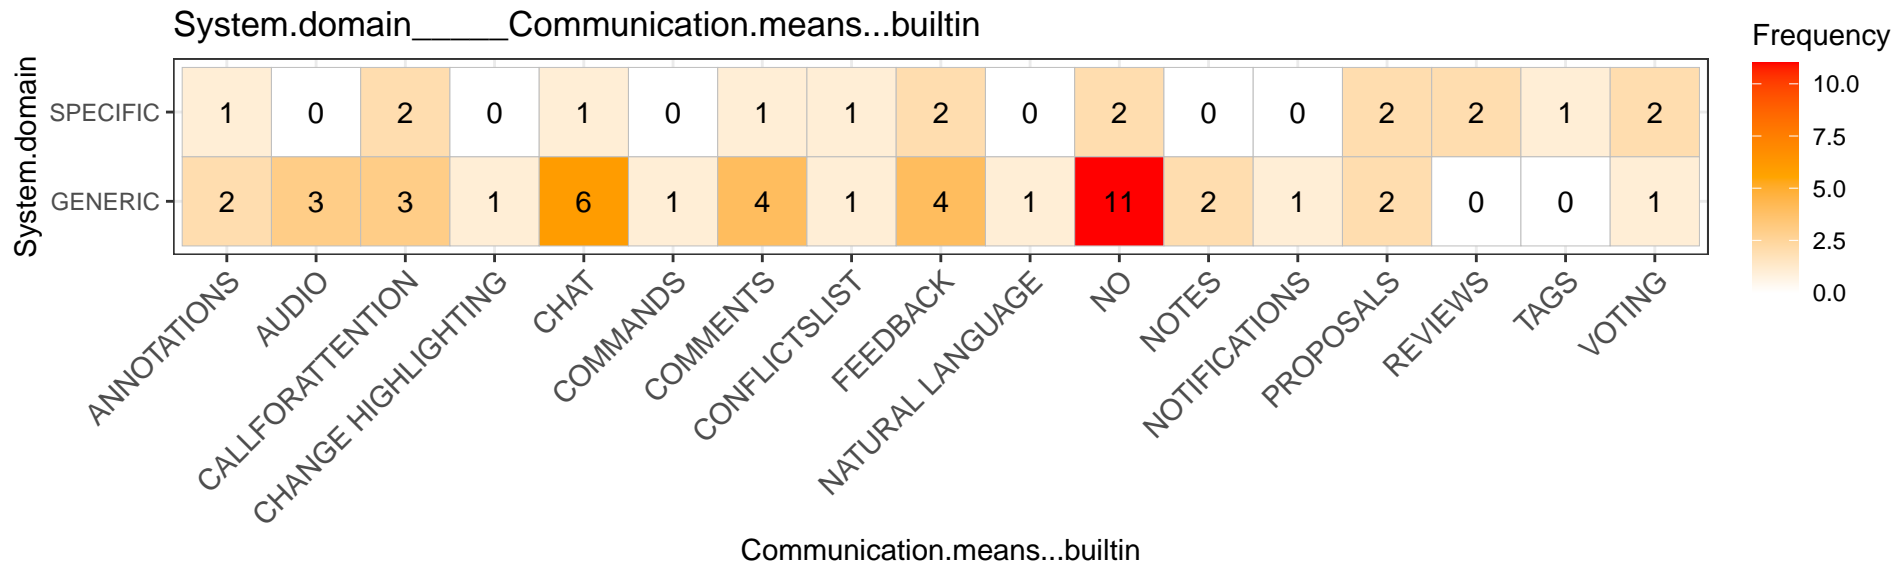 System.domain_____Communication.means...builtin
Frequency
10.0
7.5
5.0
2.5
0.0
System.domain
SPECIFIC 1 0 2 0 1 0 1 1 2 0 2 0 0 2 2 1 2
GENERIC 2 3 3 1 6 1 4 1 4 1 11 2 1 2 0 0 1
ANNOTATIONS
AUDIO
CALLFORATTENTION
CHANGE HIGHLIGHTING
CHAT
COMMANDS
COMMENTS
CONFLICTSLIST
FEEDBACK
NATURAL LANGUAGE
NO
NOTES
NOTIFICATIONS
PROPOSALS
REVIEWS
TAGS
VOTING
Communication.means...builtin